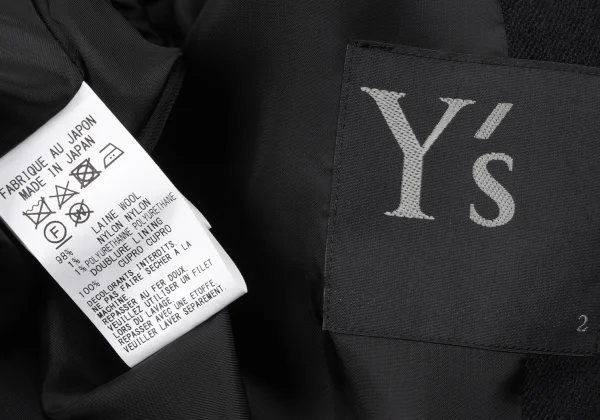 FABRIQUE AU JAPON
MADE IN JAPAN
F W
98% LAINE WOOL
1% NYLON NYLON
1% POLYURETHANNE POLYURETHANE
DOUBLURE LINING
100% CUPRO CUPRO
DECOLORANTS INTERDITS.
NE PAS FAIRE SECHER A LA
MACHINE.
REPASSER AU FER DOUX
VEUILLEZ UTILISER UN FILET
LORS DU LAVAGE
REPASSER AVEC UNE ETOFFE
VEUILLER LAVER SEPAREMENT.
Y's
2